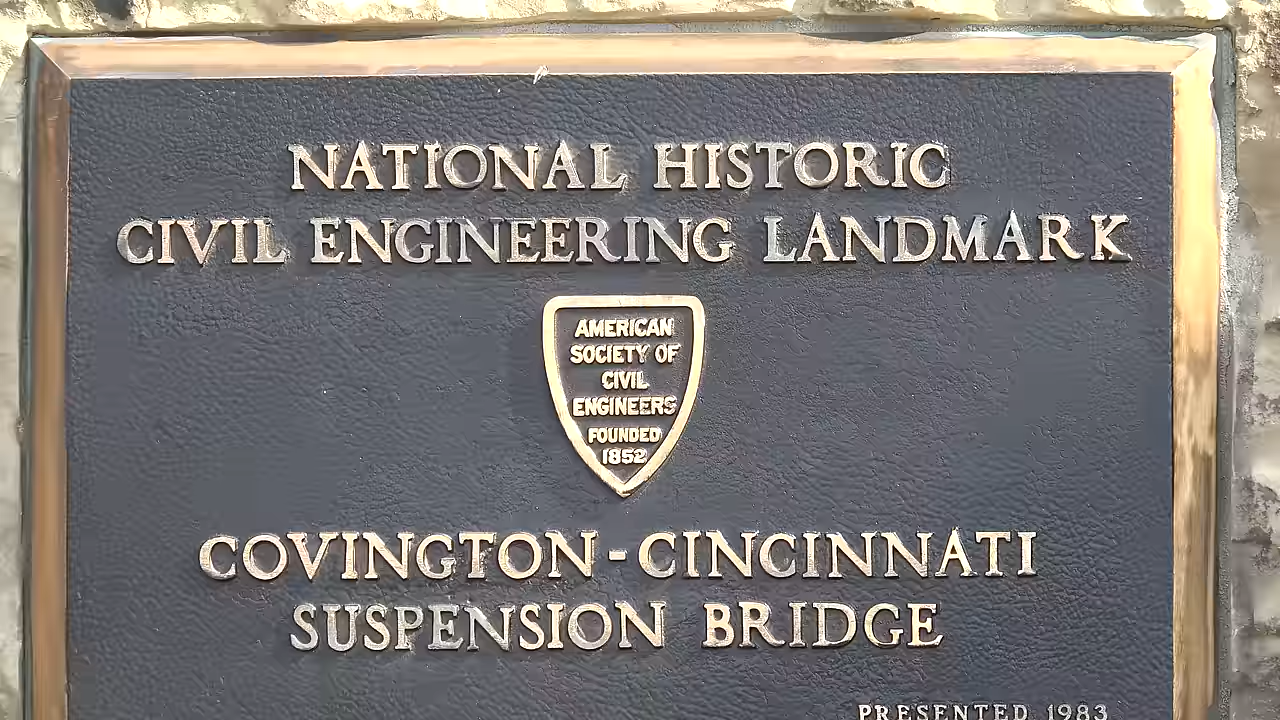 NATIONAL HISTORIC
CIVIL ENGINEERING LANDMARK
AMERICAN
SOCIETY OF
CIVIL
ENGINEERS
FOUNDED
1852
COVINGTON-CINCINNATI
SUSPENSION BRIDGE
PRESENTED 1983